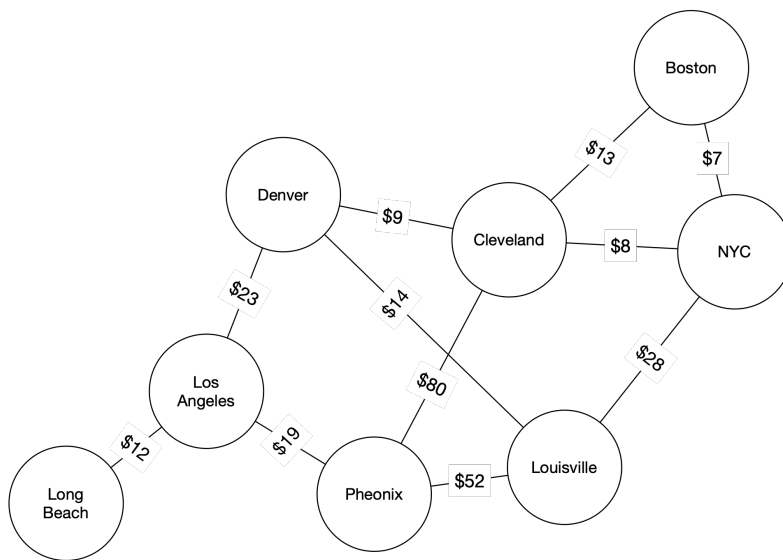 Boston
$13
$7
Denver
$9
Cleveland
$8
NYC
$23
$14
$28
$80
Los
Angeles
$12
$19
Long
Beach
Pheonix
$52
Louisville